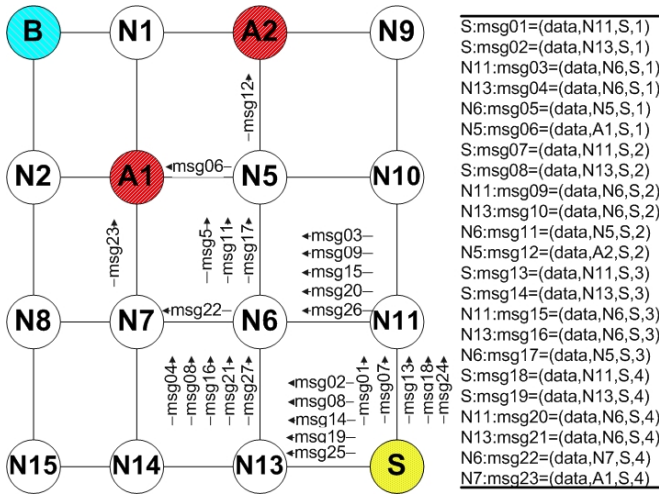 B N1 A2 N9
msg12
N2 A1 msg06 N5 N10
msg23 msg5 msg11 msg17
msg03
msg09
msg15
msg20
msg26
N8 N7 msg22 N6 N11
msg04 msg08 msg16 msg21 msg27
msg02
msg08
msg14
msg19
msg25
msg01 msg07 msg13 msg18 msg24
N15 N14 N13 S
S:msg01=(data,N11,S,1)
S:msg02=(data,N13,S,1)
N11:msg03=(data,N6,S,1)
N13:msg04=(data,N6,S,1)
N6:msg05=(data,N5,S,1)
N5:msg06=(data,A1,S,1)
S:msg07=(data,N11,S,2)
S:msg08=(data,N13,S,2)
N11:msg09=(data,N6,S,2)
N13:msg10=(data,N6,S,2)
N6:msg11=(data,N5,S,2)
N5:msg12=(data,A2,S,2)
S:msg13=(data,N11,S,3)
S:msg14=(data,N13,S,3)
N11:msg15=(data,N6,S,3)
N13:msg16=(data,N6,S,3)
N6:msg17=(data,N5,S,3)
S:msg18=(data,N11,S,4)
S:msg19=(data,N13,S,4)
N11:msg20=(data,N6,S,4)
N13:msg21=(data,N6,S,4)
N6:msg22=(data,N7,S,4)
N7:msg23=(data,A1,S,4)